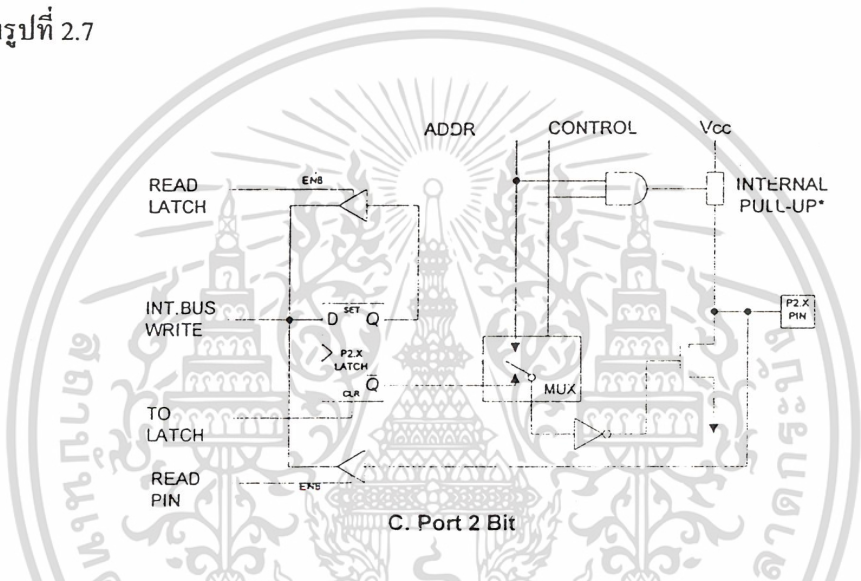 รูปที่ 2.7
ADDR
CONTROL
Vcc
READ
LATCH
ENB
INTERNAL
PULL-UP*
INT.BUS
WRITE
D SET Q
P2.X
LATCH
Q
CLR
MUX
P2.X
PIN
TO
LATCH
READ
PIN
ENB
C. Port 2 Bit